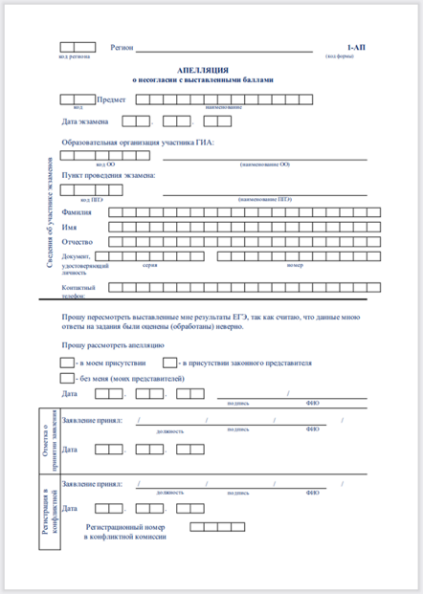 Регион 1-АП
код региона (код формы)
АПЕЛЛЯЦИЯ
о несогласии с выставленными баллами
Предмет
код наименование
Дата экзамена . .
Образовательная организация участника ГИА:
код ОО (наименование ОО)
Пункт проведения экзамена:
код ППЭ (наименование ППЭ)
Фамилия
Имя
Отчество
Документ,
удостоверяющий серия номер
личность
Контактный
телефон:
Сведения об участнике экзаменов
Прошу пересмотреть выставленные мне результаты ЕГЭ, так как считаю, что данные мною
ответы на задания были оценены (обработаны) неверно.
Прошу рассмотреть апелляцию
- в моем присутствии - в присутствии законного представителя
- без меня (моих представителей)
Дата . . /
подпись ФИО
Отметка о
принятии заявления
Заявление принял: / / / /
должность подпись ФИО
Дата . .
Регистрация в
конфликтной
Заявление принял: / / / /
должность подпись ФИО
Дата . .
Регистрационный номер
в конфликтной комиссии